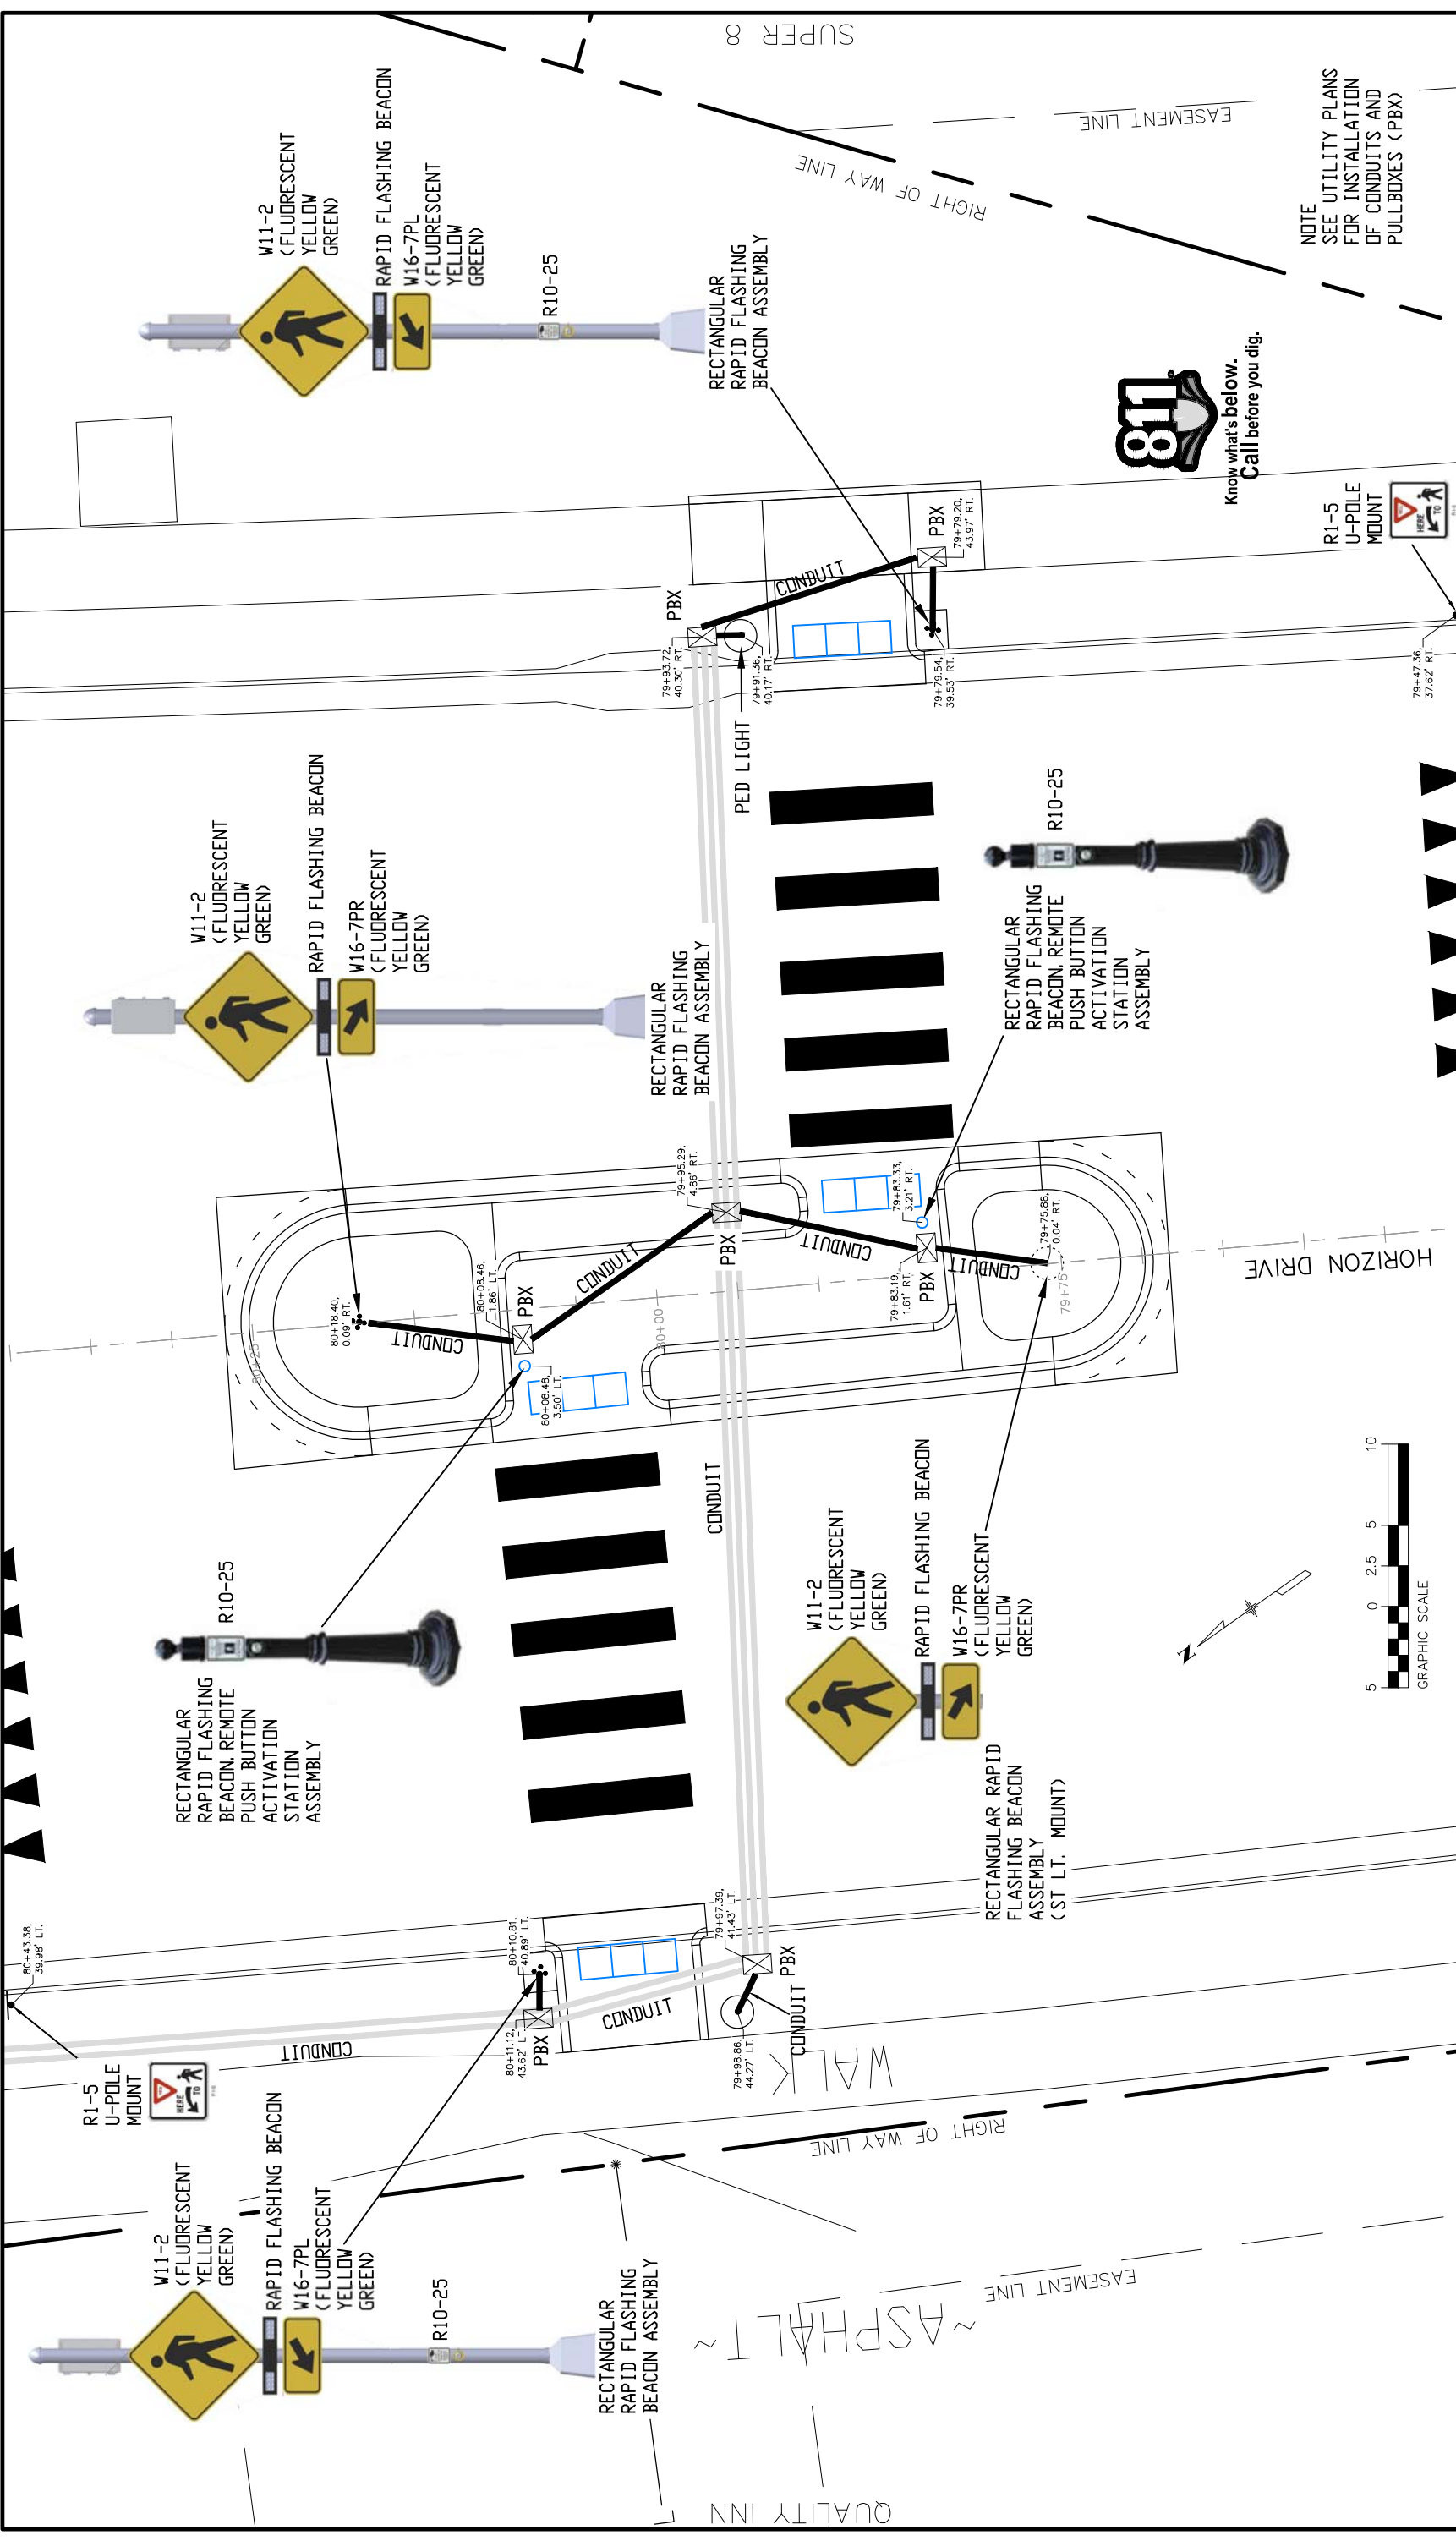 W11-2
(FLUORESCENT
YELLOW
GREEN)
RAPID FLASHING BEACON
W16-7PL
(FLUORESCENT
YELLOW
GREEN)
R10-25
RECTANGULAR
RAPID FLASHING
BEACON ASSEMBLY
R1-5
U-POLE
MOUNT
HERE
TO
80+43.38,
39.98' LT.
CONDUIT
80+10.81,
40.89' LT.
80+11.12,
43.62' LT.
PBX
CONDUIT
79+97.39,
41.43' LT.
PBX
79+98.86,
44.27' LT.
CONDUIT
WALK
RIGHT OF WAY LINE
EASEMENT LINE
~ASPHALT~
QUALITY INN
RECTANGULAR
RAPID FLASHING
BEACON. REMOTE
PUSH BUTTON
ACTIVATION
STATION
ASSEMBLY
R10-25
CONDUIT
W11-2
(FLUORESCENT
YELLOW
GREEN)
RAPID FLASHING BEACON
W16-7PR
(FLUORESCENT
YELLOW
GREEN)
RECTANGULAR RAPID
FLASHING BEACON
ASSEMBLY
(ST LT. MOUNT)
N
5 0 2.5 5 10
GRAPHIC SCALE
W11-2
(FLUORESCENT
YELLOW
GREEN)
RAPID FLASHING BEACON
W16-7PR
(FLUORESCENT
YELLOW
GREEN)
RECTANGULAR
RAPID FLASHING
BEACON ASSEMBLY
80+25
80+18.40,
0.09' RT.
CONDUIT
80+08.46,
1.86' LT.
PBX
80+08.48,
3.50' LT.
CONDUIT
80+00
79+95.29,
4.86' RT.
PBX
CONDUIT
79+83.33,
3.21' RT.
79+83.19,
1.61' RT.
PBX
CONDUIT
79+75.88,
0.04' RT.
79+75
HORIZON DRIVE
RECTANGULAR
RAPID FLASHING
BEACON. REMOTE
PUSH BUTTON
ACTIVATION
STATION
ASSEMBLY
R10-25
W11-2
(FLUORESCENT
YELLOW
GREEN)
RAPID FLASHING BEACON
W16-7PL
(FLUORESCENT
YELLOW
GREEN)
R10-25
RECTANGULAR
RAPID FLASHING
BEACON ASSEMBLY
PBX
79+93.72,
40.30' RT.
79+91.36,
40.17' RT.
PED LIGHT
CONDUIT
PBX
79+79.20,
43.97' RT.
79+79.54,
39.53' RT.
79+47.36,
37.62' RT.
R1-5
U-POLE
MOUNT
HERE
TO
811
Know what's below.
Call before you dig.
SUPER 8
EASEMENT LINE
RIGHT OF WAY LINE
NOTE
SEE UTILITY PLANS
FOR INSTALLATION
OF CONDUITS AND
PULLBOXES (PBX)